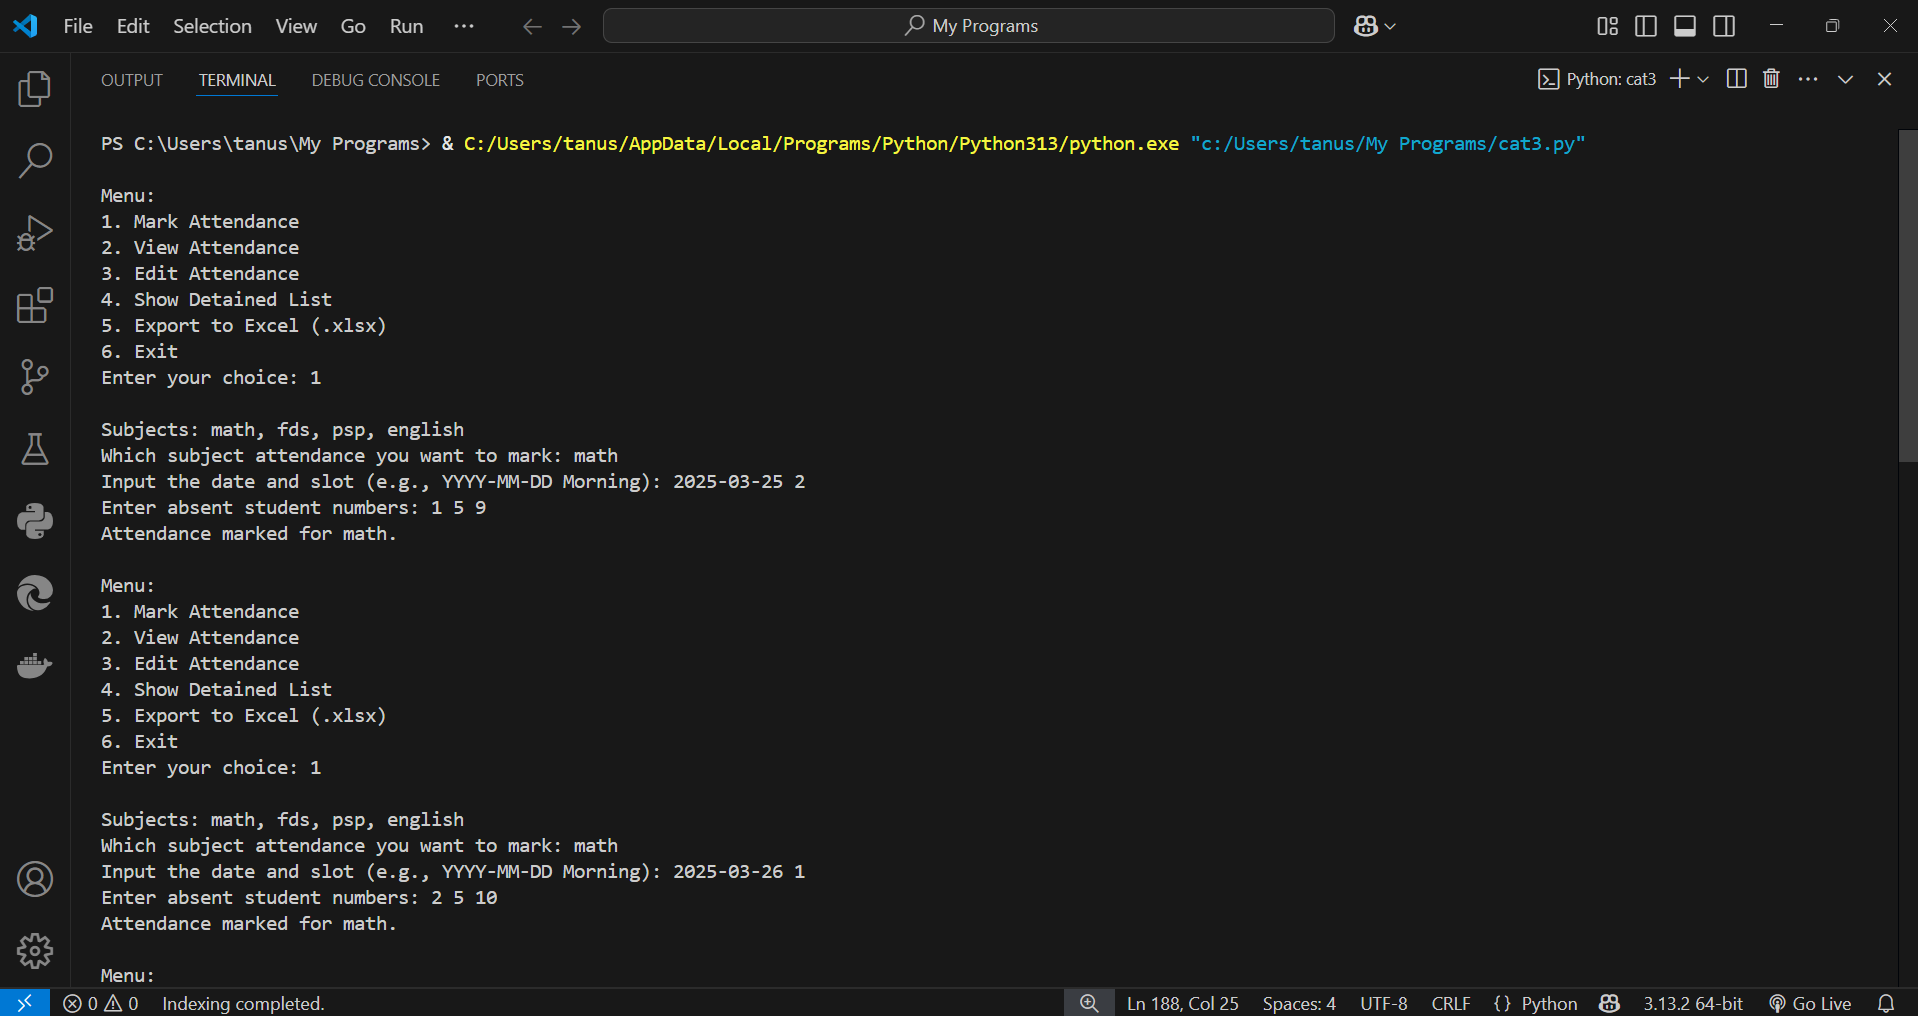 File Edit Selection View Go Run ··· My Programs
OUTPUT TERMINAL DEBUG CONSOLE PORTS Python: cat3
PS C:\Users\tanus\My Programs> & C:/Users/tanus/AppData/Local/Programs/Python/Python313/python.exe "c:/Users/tanus/My Programs/cat3.py"
Menu:
1. Mark Attendance
2. View Attendance
3. Edit Attendance
4. Show Detained List
5. Export to Excel (.xlsx)
6. Exit
Enter your choice: 1
Subjects: math, fds, psp, english
Which subject attendance you want to mark: math
Input the date and slot (e.g., YYYY-MM-DD Morning): 2025-03-25 2
Enter absent student numbers: 1 5 9
Attendance marked for math.
Menu:
1. Mark Attendance
2. View Attendance
3. Edit Attendance
4. Show Detained List
5. Export to Excel (.xlsx)
6. Exit
Enter your choice: 1
Subjects: math, fds, psp, english
Which subject attendance you want to mark: math
Input the date and slot (e.g., YYYY-MM-DD Morning): 2025-03-26 1
Enter absent student numbers: 2 5 10
Attendance marked for math.
Menu:
0 0 Indexing completed. Ln 188, Col 25 Spaces: 4 UTF-8 CRLF {} Python 3.13.2 64-bit Go Live